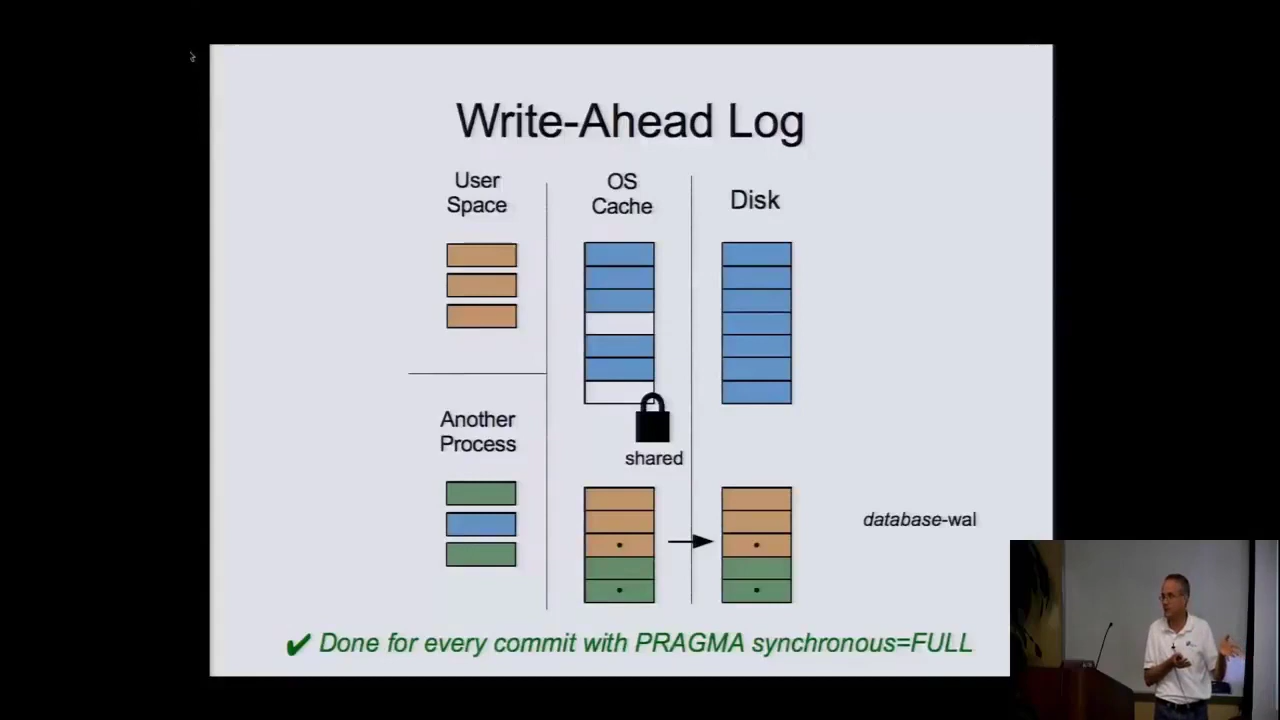 Write-Ahead Log
User
Space
OS
Cache
Disk
Another
Process
shared
database-wal
✔ Done for every commit with PRAGMA synchronous=FULL